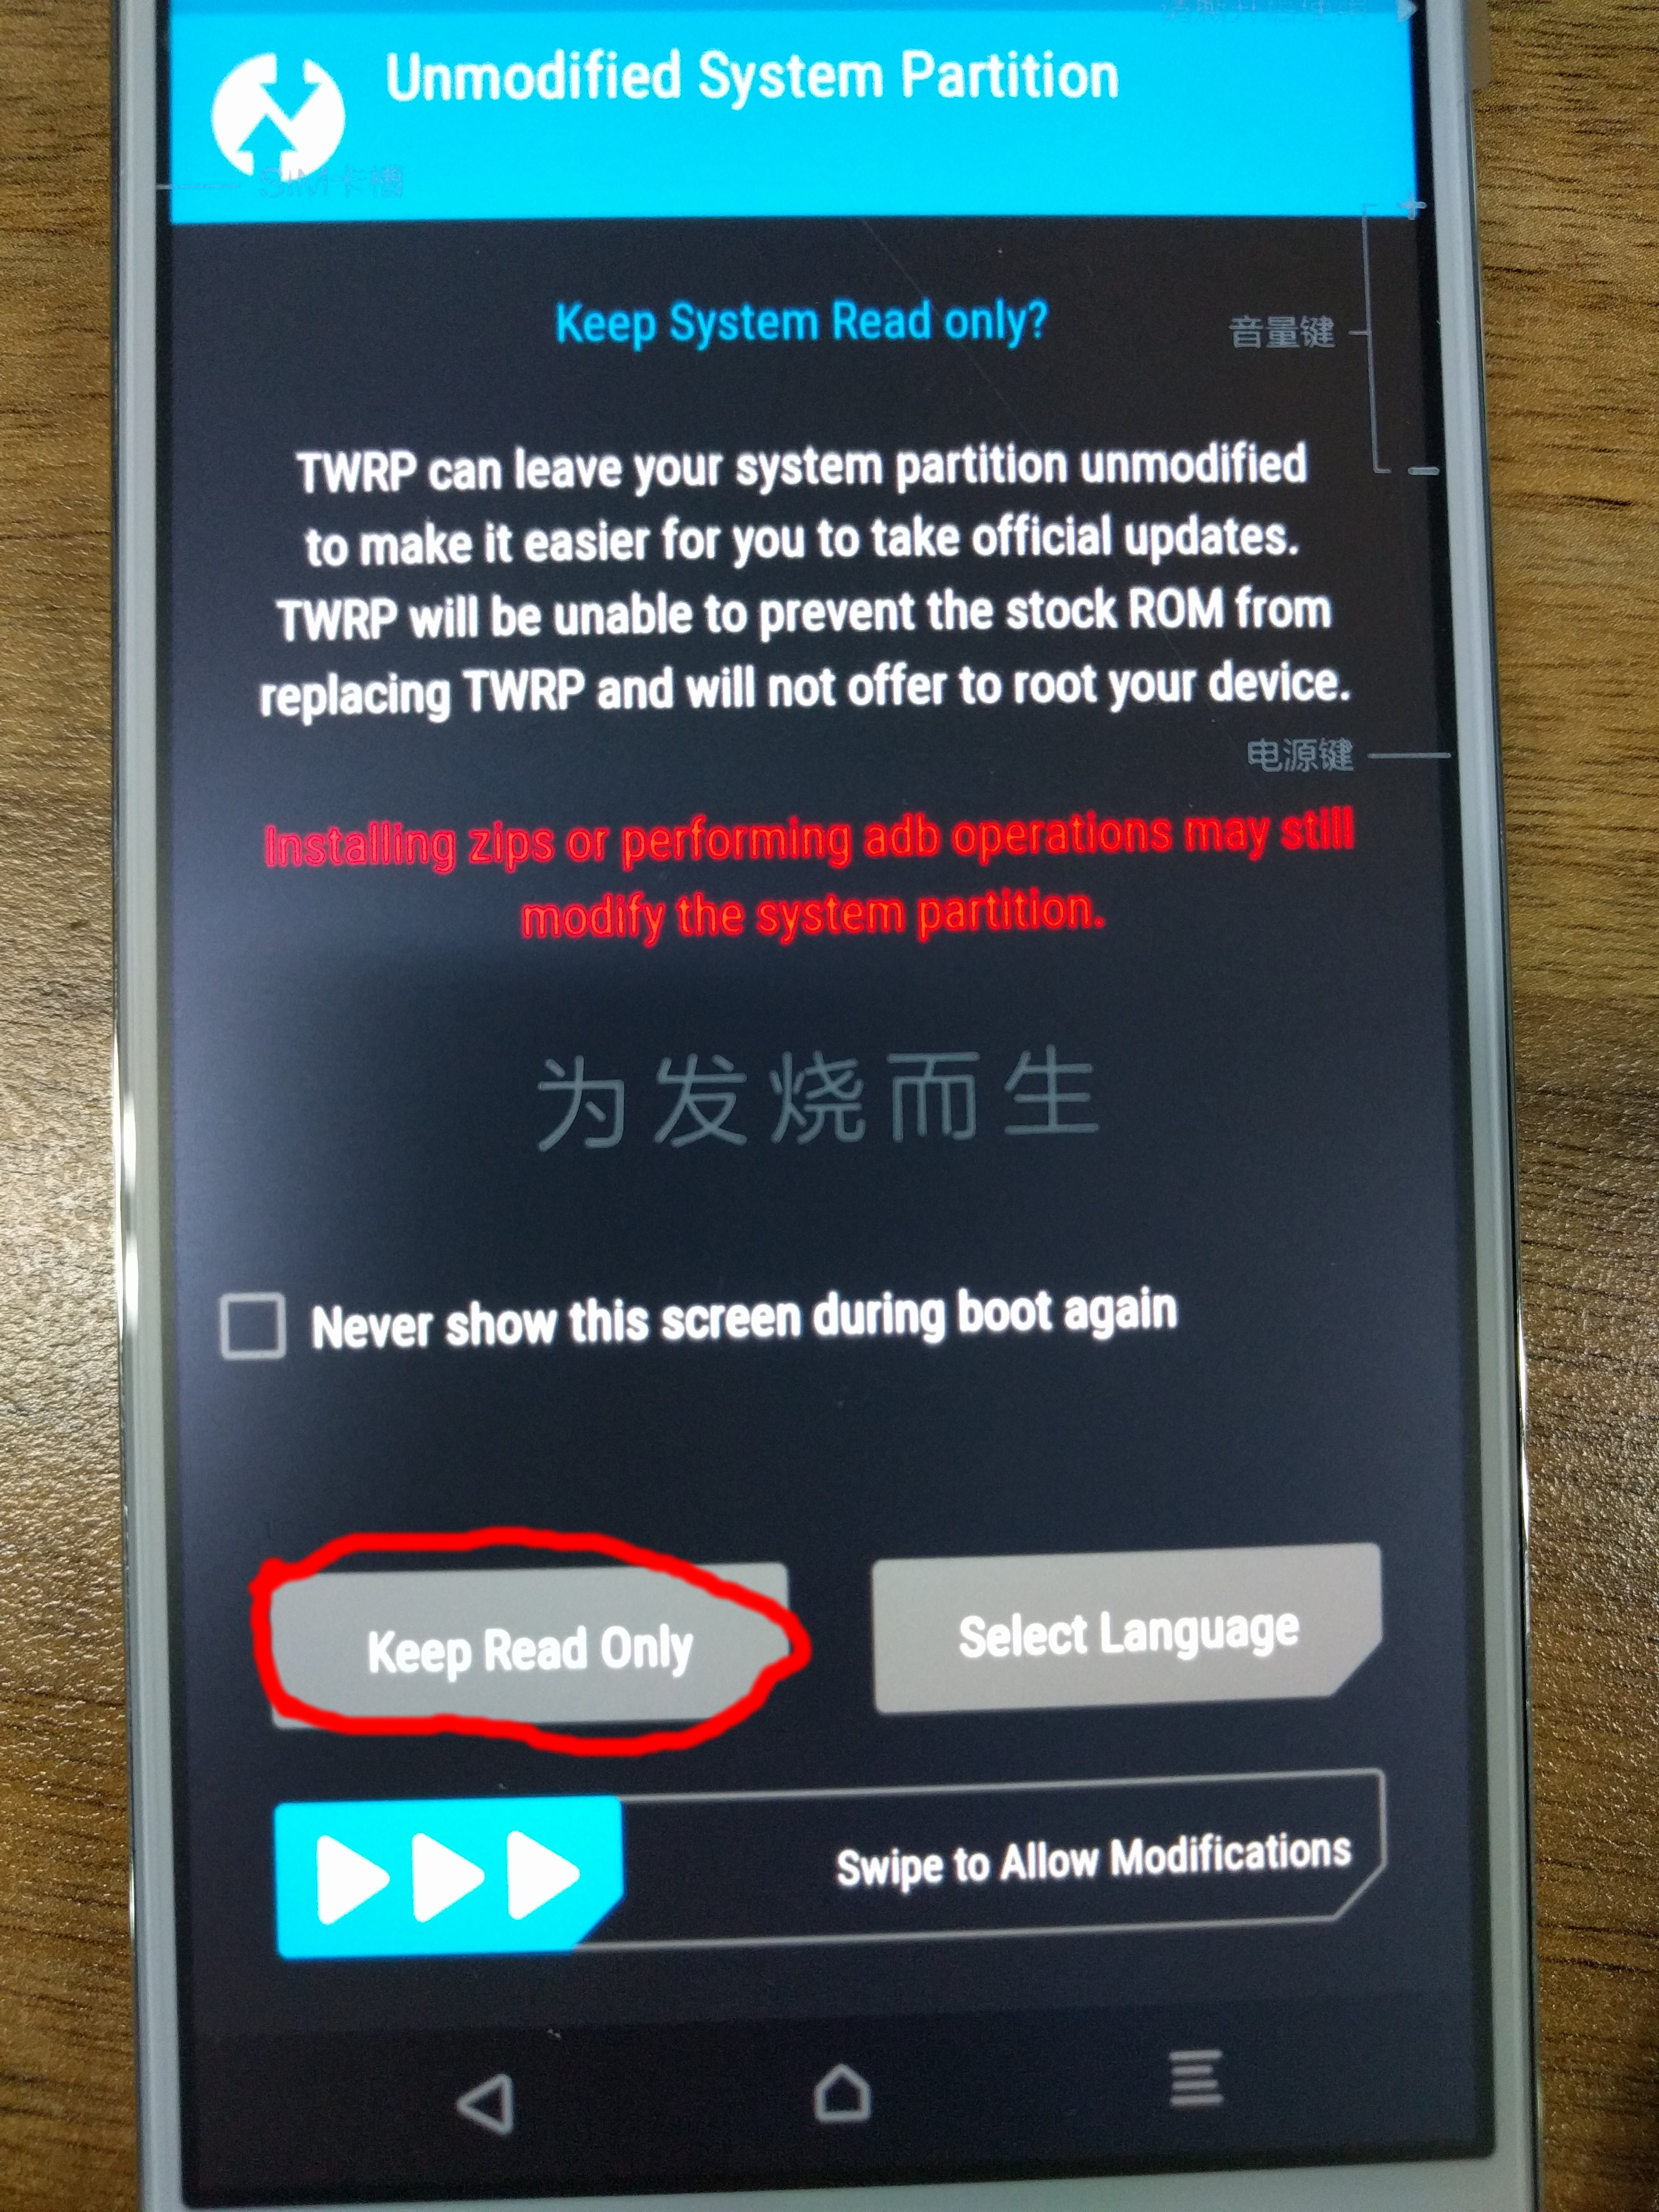 Unmodified System Partition
SIM卡槽
Keep System Read only?
音量键
TWRP can leave your system partition unmodified
to make it easier for you to take official updates.
TWRP will be unable to prevent the stock ROM from
replacing TWRP and will not offer to root your device.
电源键
Installing zips or performing adb operations may still
modify the system partition.
为发烧而生
Never show this screen during boot again
Keep Read Only
Select Language
Swipe to Allow Modifications